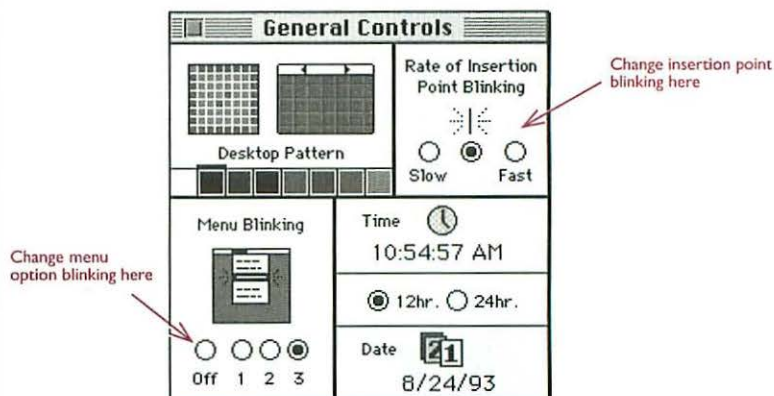 General Controls
Rate of Insertion
Point Blinking
Slow
Fast
Desktop Pattern
Change insertion point
blinking here
Menu Blinking
Off 1 2 3
Change menu
option blinking here
Time
10:54:57 AM
12hr. 24hr.
Date
21
8/24/93